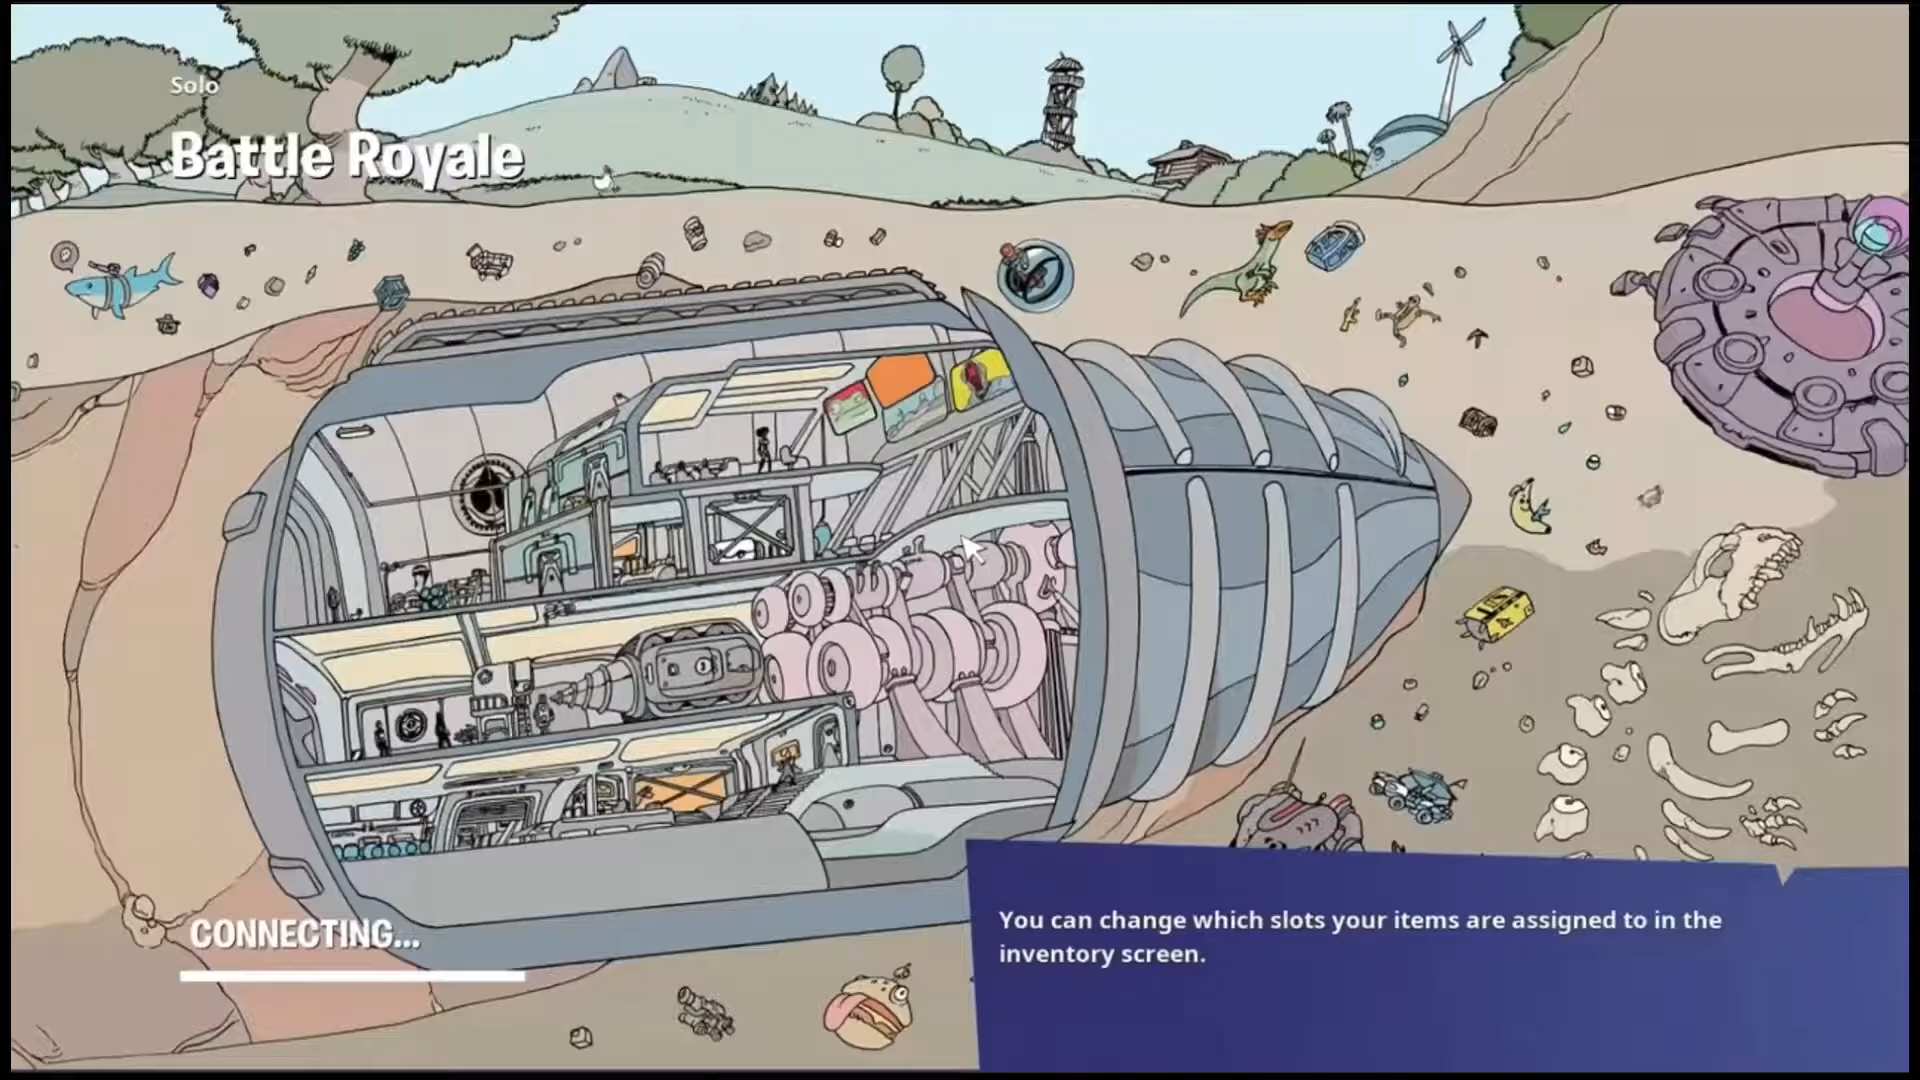 Solo
Battle Royale
CONNECTING...
You can change which slots your items are assigned to in the
inventory screen.